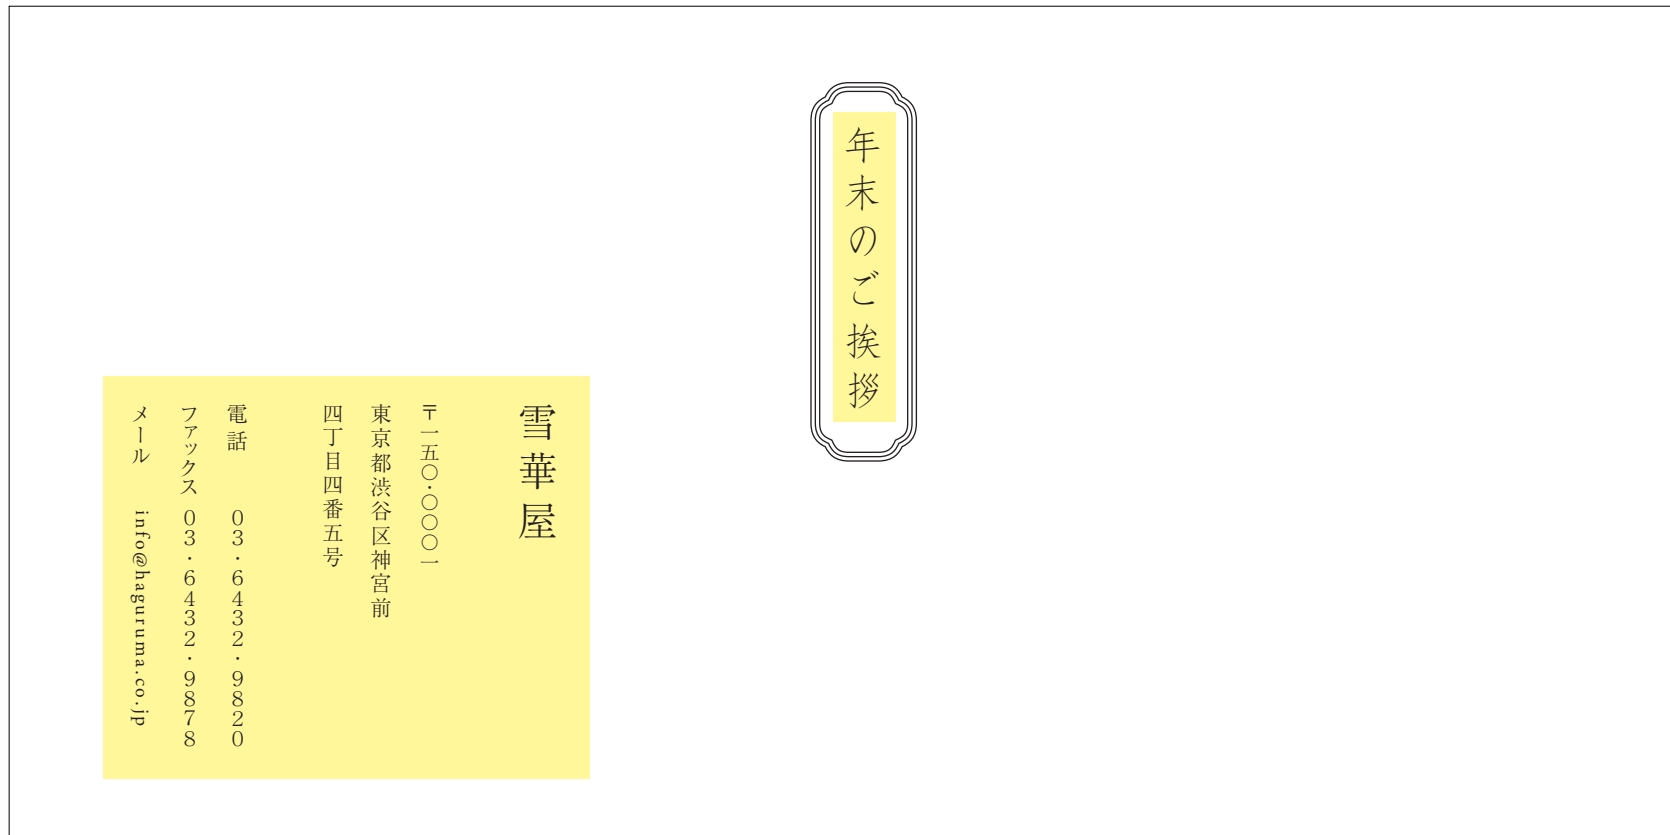 年末のご挨拶
雪華屋
〒一五〇・〇〇〇一
東京都渋谷区神宮前
四丁目四番五号
電話 03・6432・9820
ファックス 03・6432・9878
メール info@haguruma.co.jp